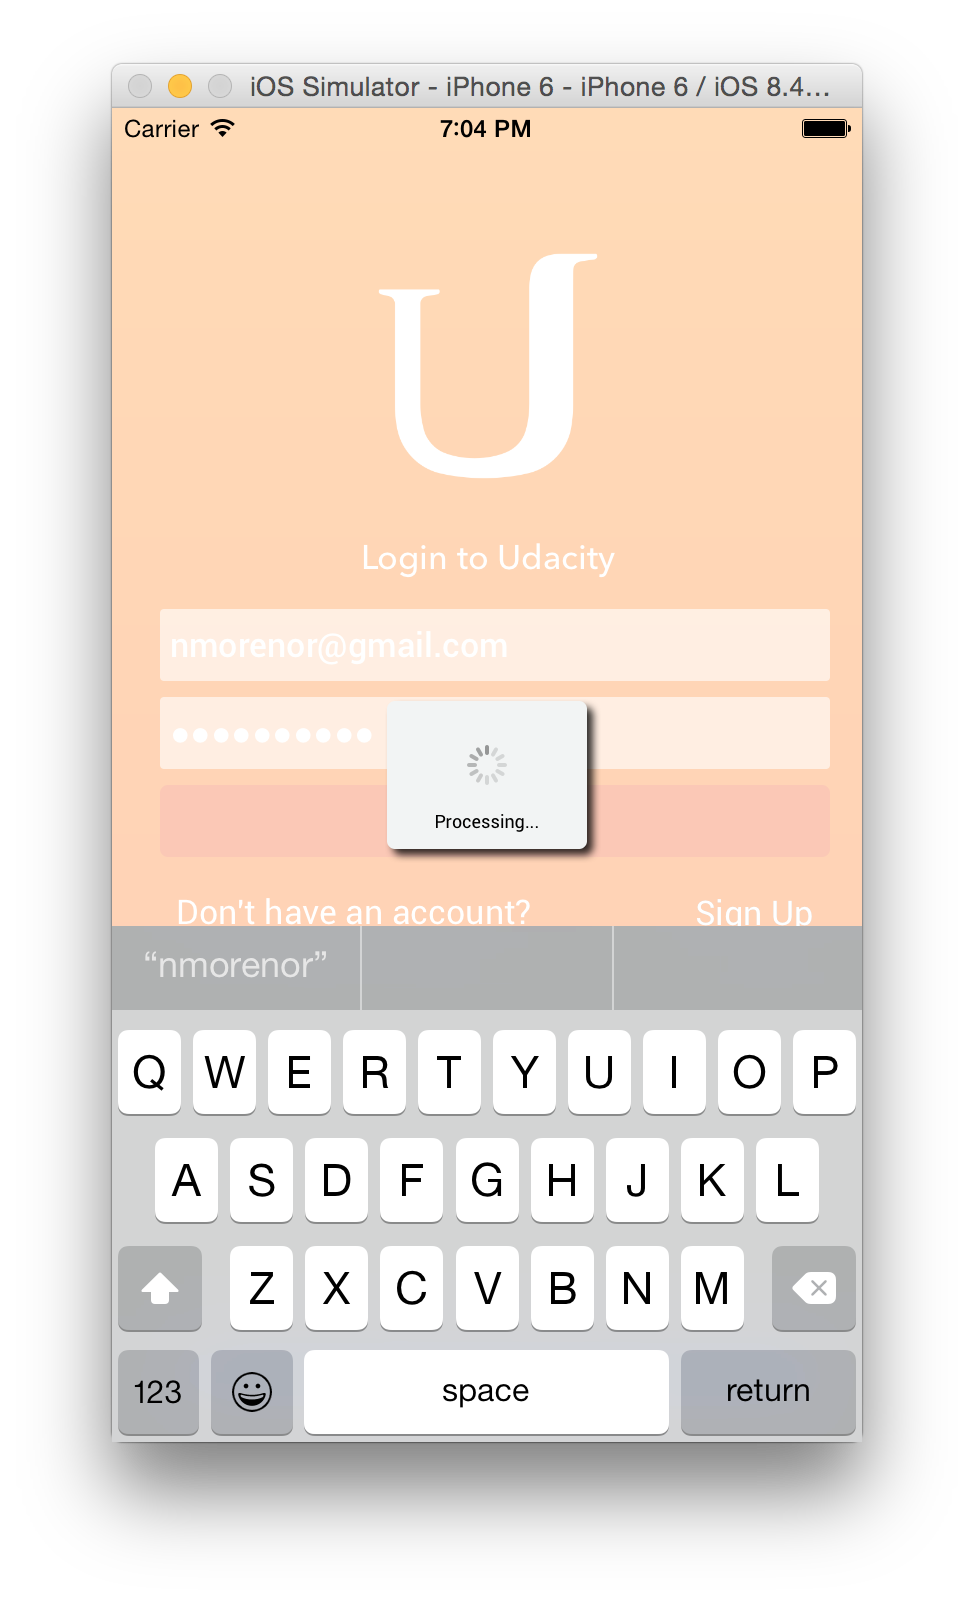 iOS Simulator - iPhone 6 - iPhone 6 / iOS 8.4...
Carrier 7:04 PM
U
Login to Udacity
nmorenor@gmail.com
••••••••••
Processing...
Don't have an account? Sign Up
“nmorenor”
Q W E R T Y U I O P
A S D F G H J K L
Z X C V B N M
123 space return